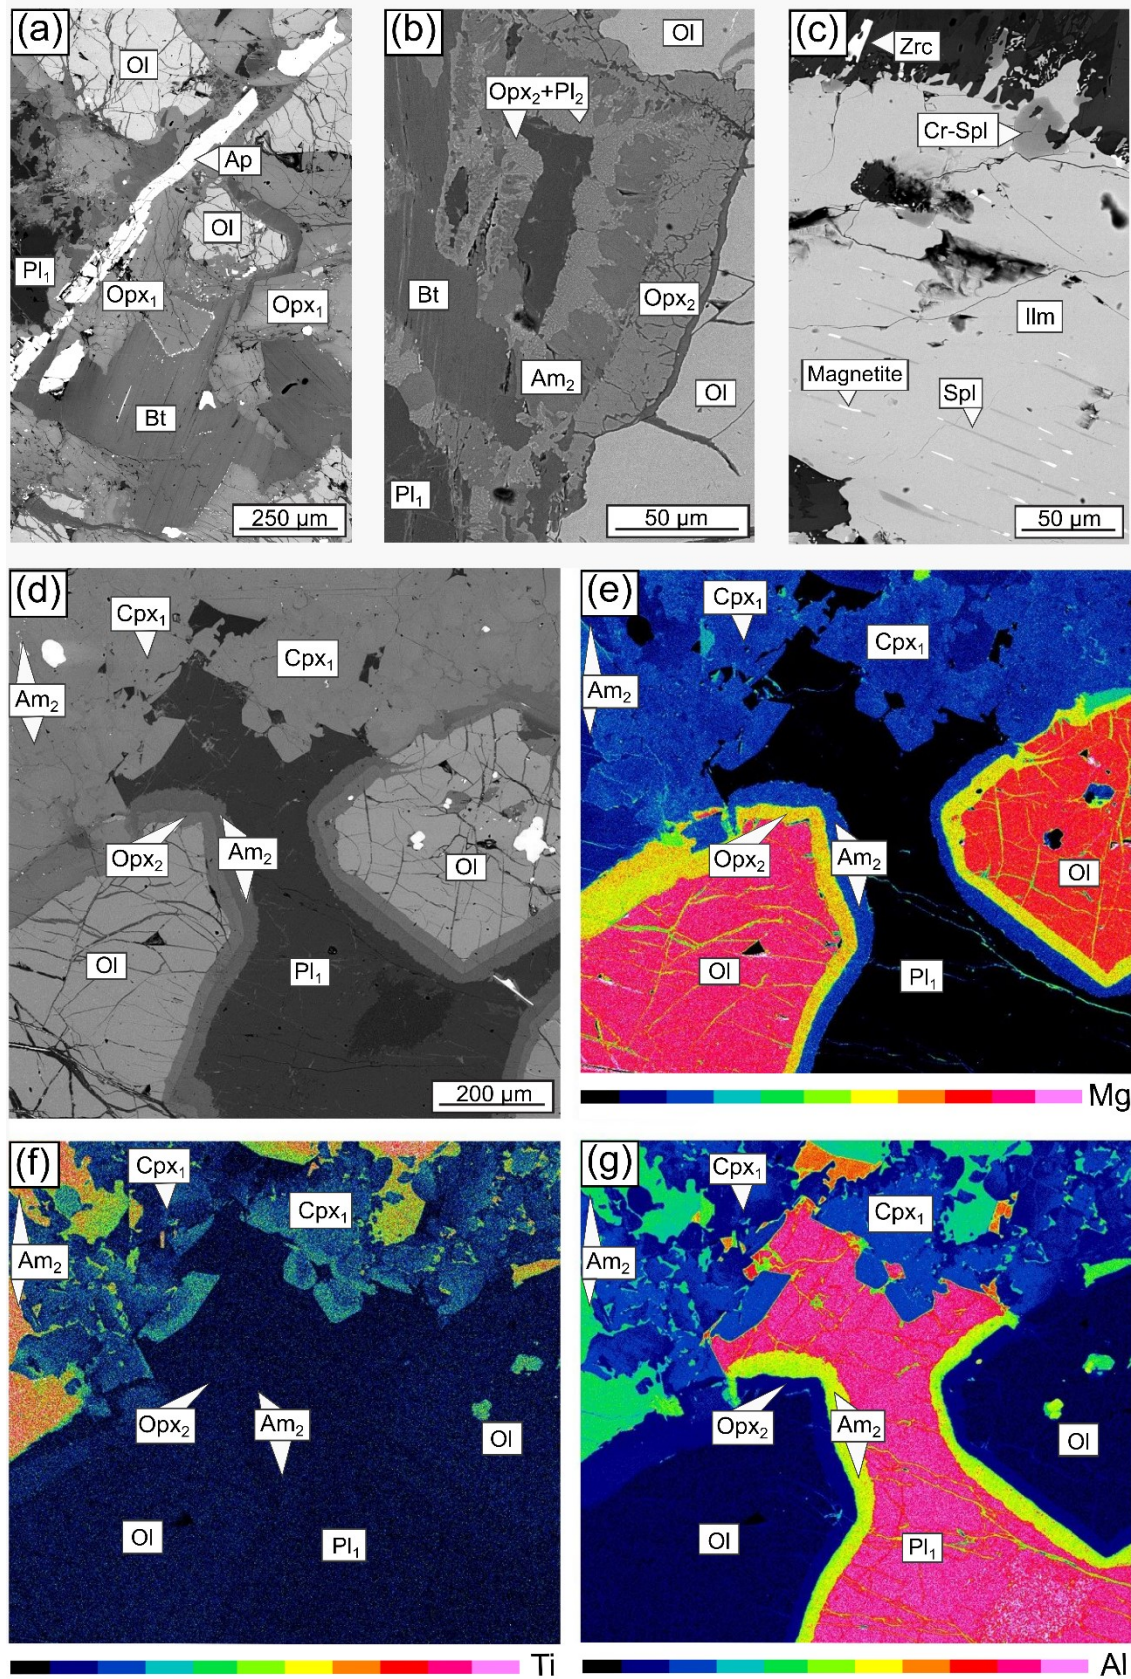 (a)
Ol
Ap
Ol
Pl₁
Opx₁
Opx₁
Bt
250 µm
(b)
Ol
Opx₂+Pl₂
Bt
Opx₂
Am₂
Ol
Pl₁
50 µm
(c)
Zrc
Cr-Spl
Ilm
Magnetite
Spl
50 µm
(d)
Cpx₁
Cpx₁
Am₂
Opx₂
Am₂
Ol
Ol
Pl₁
200 µm
(e)
Cpx₁
Cpx₁
Am₂
Opx₂
Am₂
Ol
Ol
Pl₁
Mg
(f)
Cpx₁
Cpx₁
Am₂
Opx₂
Am₂
Ol
Ol
Pl₁
Ti
(g)
Cpx₁
Cpx₁
Am₂
Opx₂
Am₂
Ol
Ol
Pl₁
Al